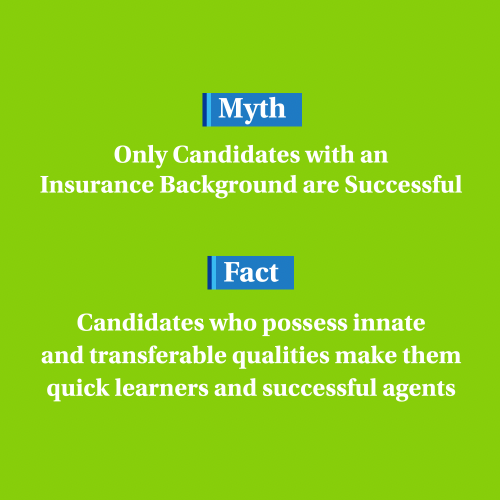 Myth
Only Candidates with an
Insurance Background are Successful
Fact
Candidates who possess innate
and transferable qualities make them
quick learners and successful agents